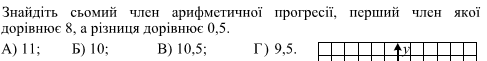 Знайдіть сьомий член арифметичної прогресії, перший член якої
дорівнює 8, а різниця дорівнює 0,5.
А) 11; Б) 10; В) 10,5; Г) 9,5.
y